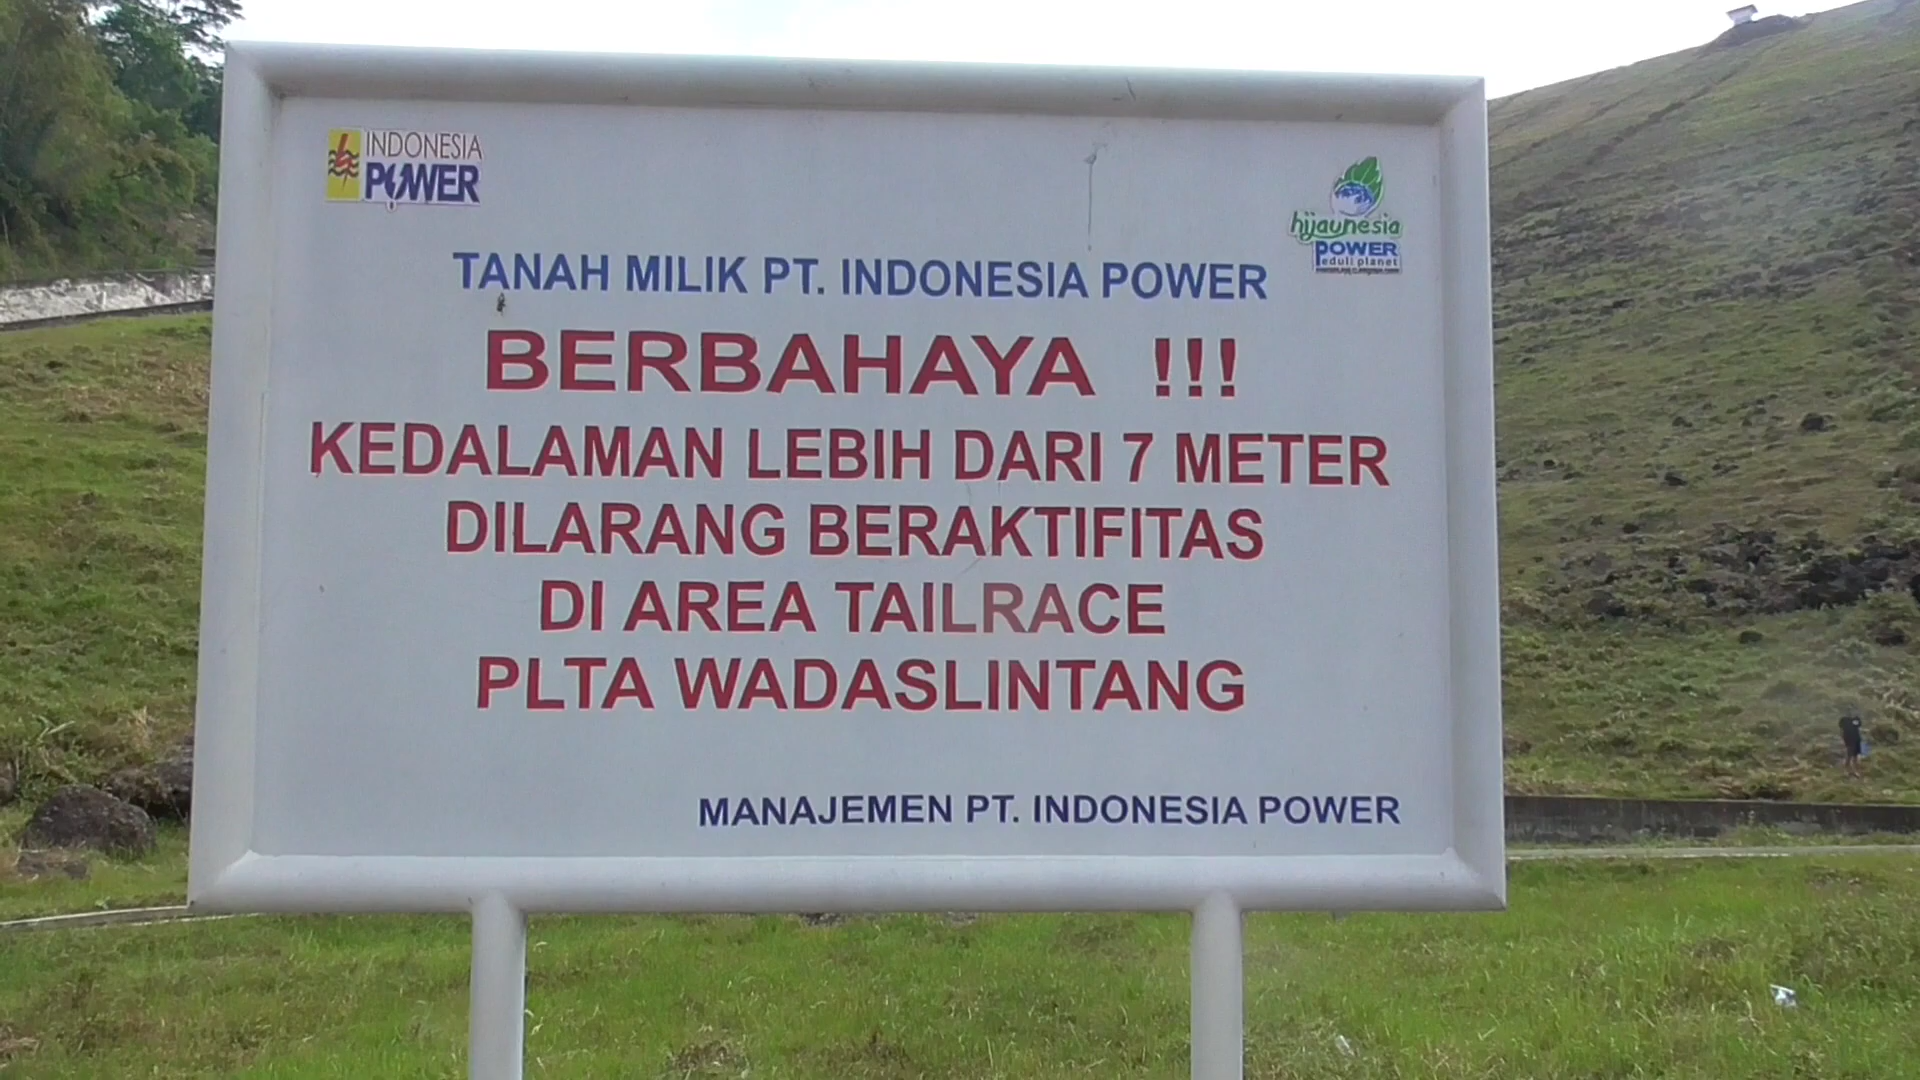 INDONESIA
POWER
hijaunesia
POWER
eduli planet
TANAH MILIK PT. INDONESIA POWER
BERBAHAYA !!!
KEDALAMAN LEBIH DARI 7 METER
DILARANG BERAKTIFITAS
DI AREA TAILRACE
PLTA WADASLINTANG
MANAJEMEN PT. INDONESIA POWER